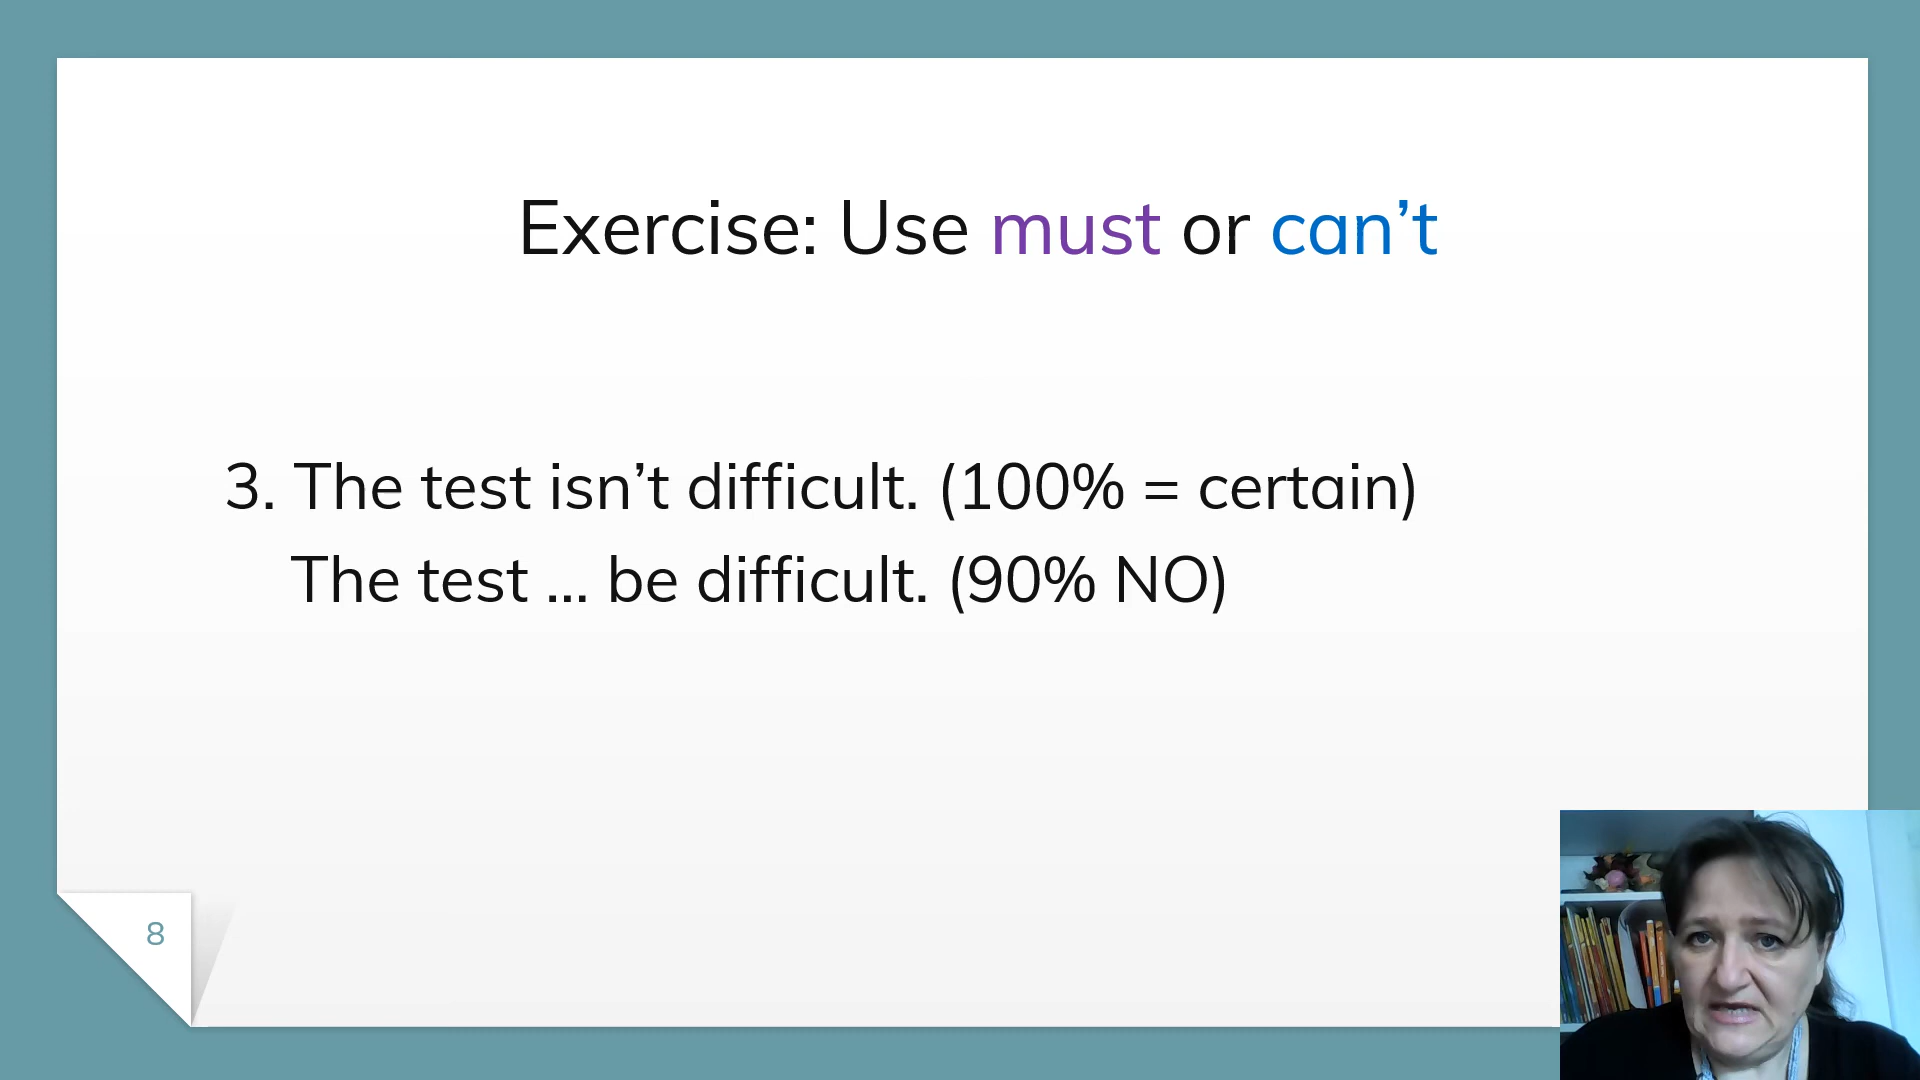 Exercise: Use must or can’t
3. The test isn’t difficult. (100% = certain)
The test ... be difficult. (90% NO)
8